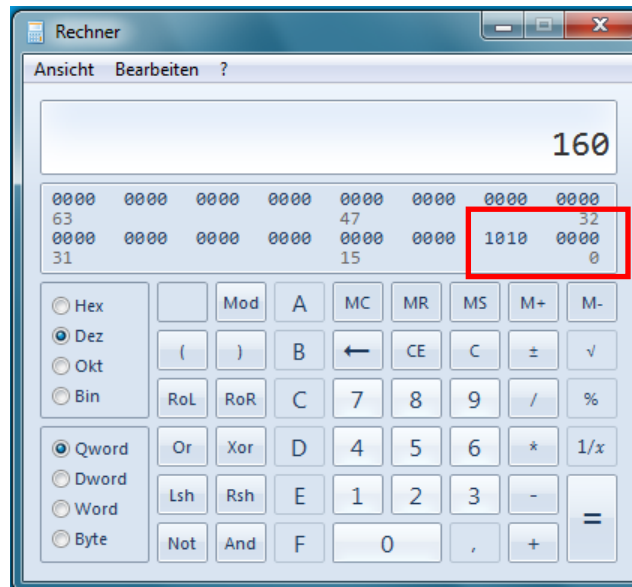 Rechner
Ansicht Bearbeiten ?
160
0000 0000 0000 0000 0000 0000 0000 0000
63 47 32
0000 0000 0000 0000 0000 0000 1010 0000
31 15 0
Hex Mod A MC MR MS M+ M-
Dez ( ) B ← CE C ± √
Okt
Bin RoL RoR C 7 8 9 / %
Qword Or Xor D 4 5 6 * 1/x
Dword
Word Lsh Rsh E 1 2 3 - =
Byte Not And F 0 , +